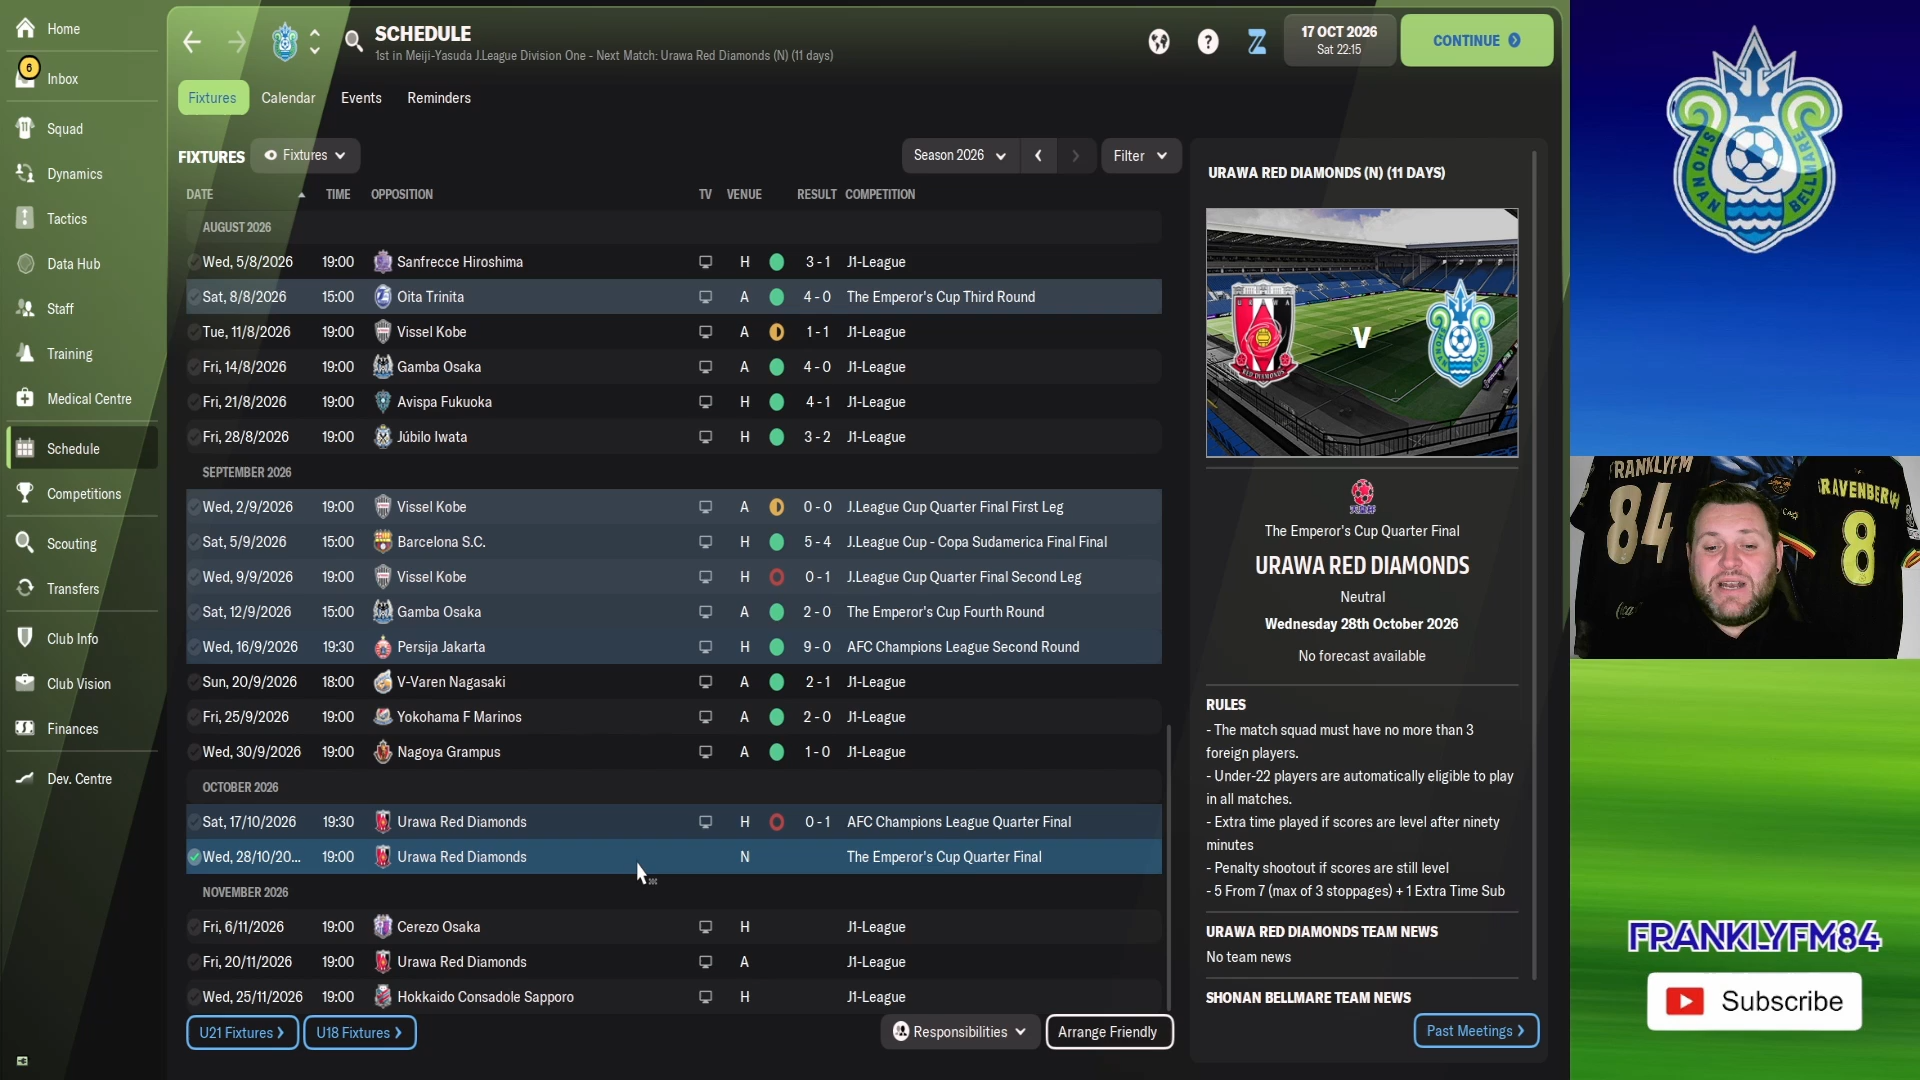 Home
6
Inbox
Squad
Dynamics
Tactics
Data Hub
Staff
Training
Medical Centre
Schedule
Competitions
Scouting
Transfers
Club Info
Club Vision
Finances
Dev. Centre
SCHEDULE
1st in Meiji-Yasuda J.League Division One - Next Match: Urawa Red Diamonds (N) (11 days)
17 OCT 2026
Sat 22:15
CONTINUE
Fixtures Calendar Events Reminders
FIXTURES Fixtures Season 2026 Filter
DATE TIME OPPOSITION TV VENUE RESULT COMPETITION
AUGUST 2026
Wed, 5/8/2026 19:00 Sanfrecce Hiroshima H 3 - 1 J1-League
Sat, 8/8/2026 15:00 Oita Trinita A 4 - 0 The Emperor's Cup Third Round
Tue, 11/8/2026 19:00 Vissel Kobe A 1 - 1 J1-League
Fri, 14/8/2026 19:00 Gamba Osaka A 4 - 0 J1-League
Fri, 21/8/2026 19:00 Avispa Fukuoka H 4 - 1 J1-League
Fri, 28/8/2026 19:00 Júbilo Iwata H 3 - 2 J1-League
SEPTEMBER 2026
Wed, 2/9/2026 19:00 Vissel Kobe A 0 - 0 J.League Cup Quarter Final First Leg
Sat, 5/9/2026 15:00 Barcelona S.C. H 5 - 4 J.League Cup - Copa Sudamerica Final Final
Wed, 9/9/2026 19:00 Vissel Kobe H 0 - 1 J.League Cup Quarter Final Second Leg
Sat, 12/9/2026 15:00 Gamba Osaka A 2 - 0 The Emperor's Cup Fourth Round
Wed, 16/9/2026 19:30 Persija Jakarta H 9 - 0 AFC Champions League Second Round
Sun, 20/9/2026 18:00 V-Varen Nagasaki A 2 - 1 J1-League
Fri, 25/9/2026 19:00 Yokohama F Marinos A 2 - 0 J1-League
Wed, 30/9/2026 19:00 Nagoya Grampus A 1 - 0 J1-League
OCTOBER 2026
Sat, 17/10/2026 19:30 Urawa Red Diamonds H 0 - 1 AFC Champions League Quarter Final
Wed, 28/10/20... 19:00 Urawa Red Diamonds N The Emperor's Cup Quarter Final
NOVEMBER 2026
Fri, 6/11/2026 19:00 Cerezo Osaka H J1-League
Fri, 20/11/2026 19:00 Urawa Red Diamonds A J1-League
Wed, 25/11/2026 19:00 Hokkaido Consadole Sapporo H J1-League
U21 Fixtures U18 Fixtures Responsibilities Arrange Friendly
URAWA RED DIAMONDS (N) (11 DAYS)
V
The Emperor's Cup Quarter Final
URAWA RED DIAMONDS
Neutral
Wednesday 28th October 2026
No forecast available
RULES
- The match squad must have no more than 3
foreign players.
- Under-22 players are automatically eligible to play
in all matches.
- Extra time played if scores are level after ninety
minutes
- Penalty shootout if scores are still level
- 5 From 7 (max of 3 stoppages) + 1 Extra Time Sub
URAWA RED DIAMONDS TEAM NEWS
No team news
SHONAN BELLMARE TEAM NEWS
Past Meetings
SHONAN BELLMARE
FRANKLYFM
84
8
FRANKLYFM84
Subscribe